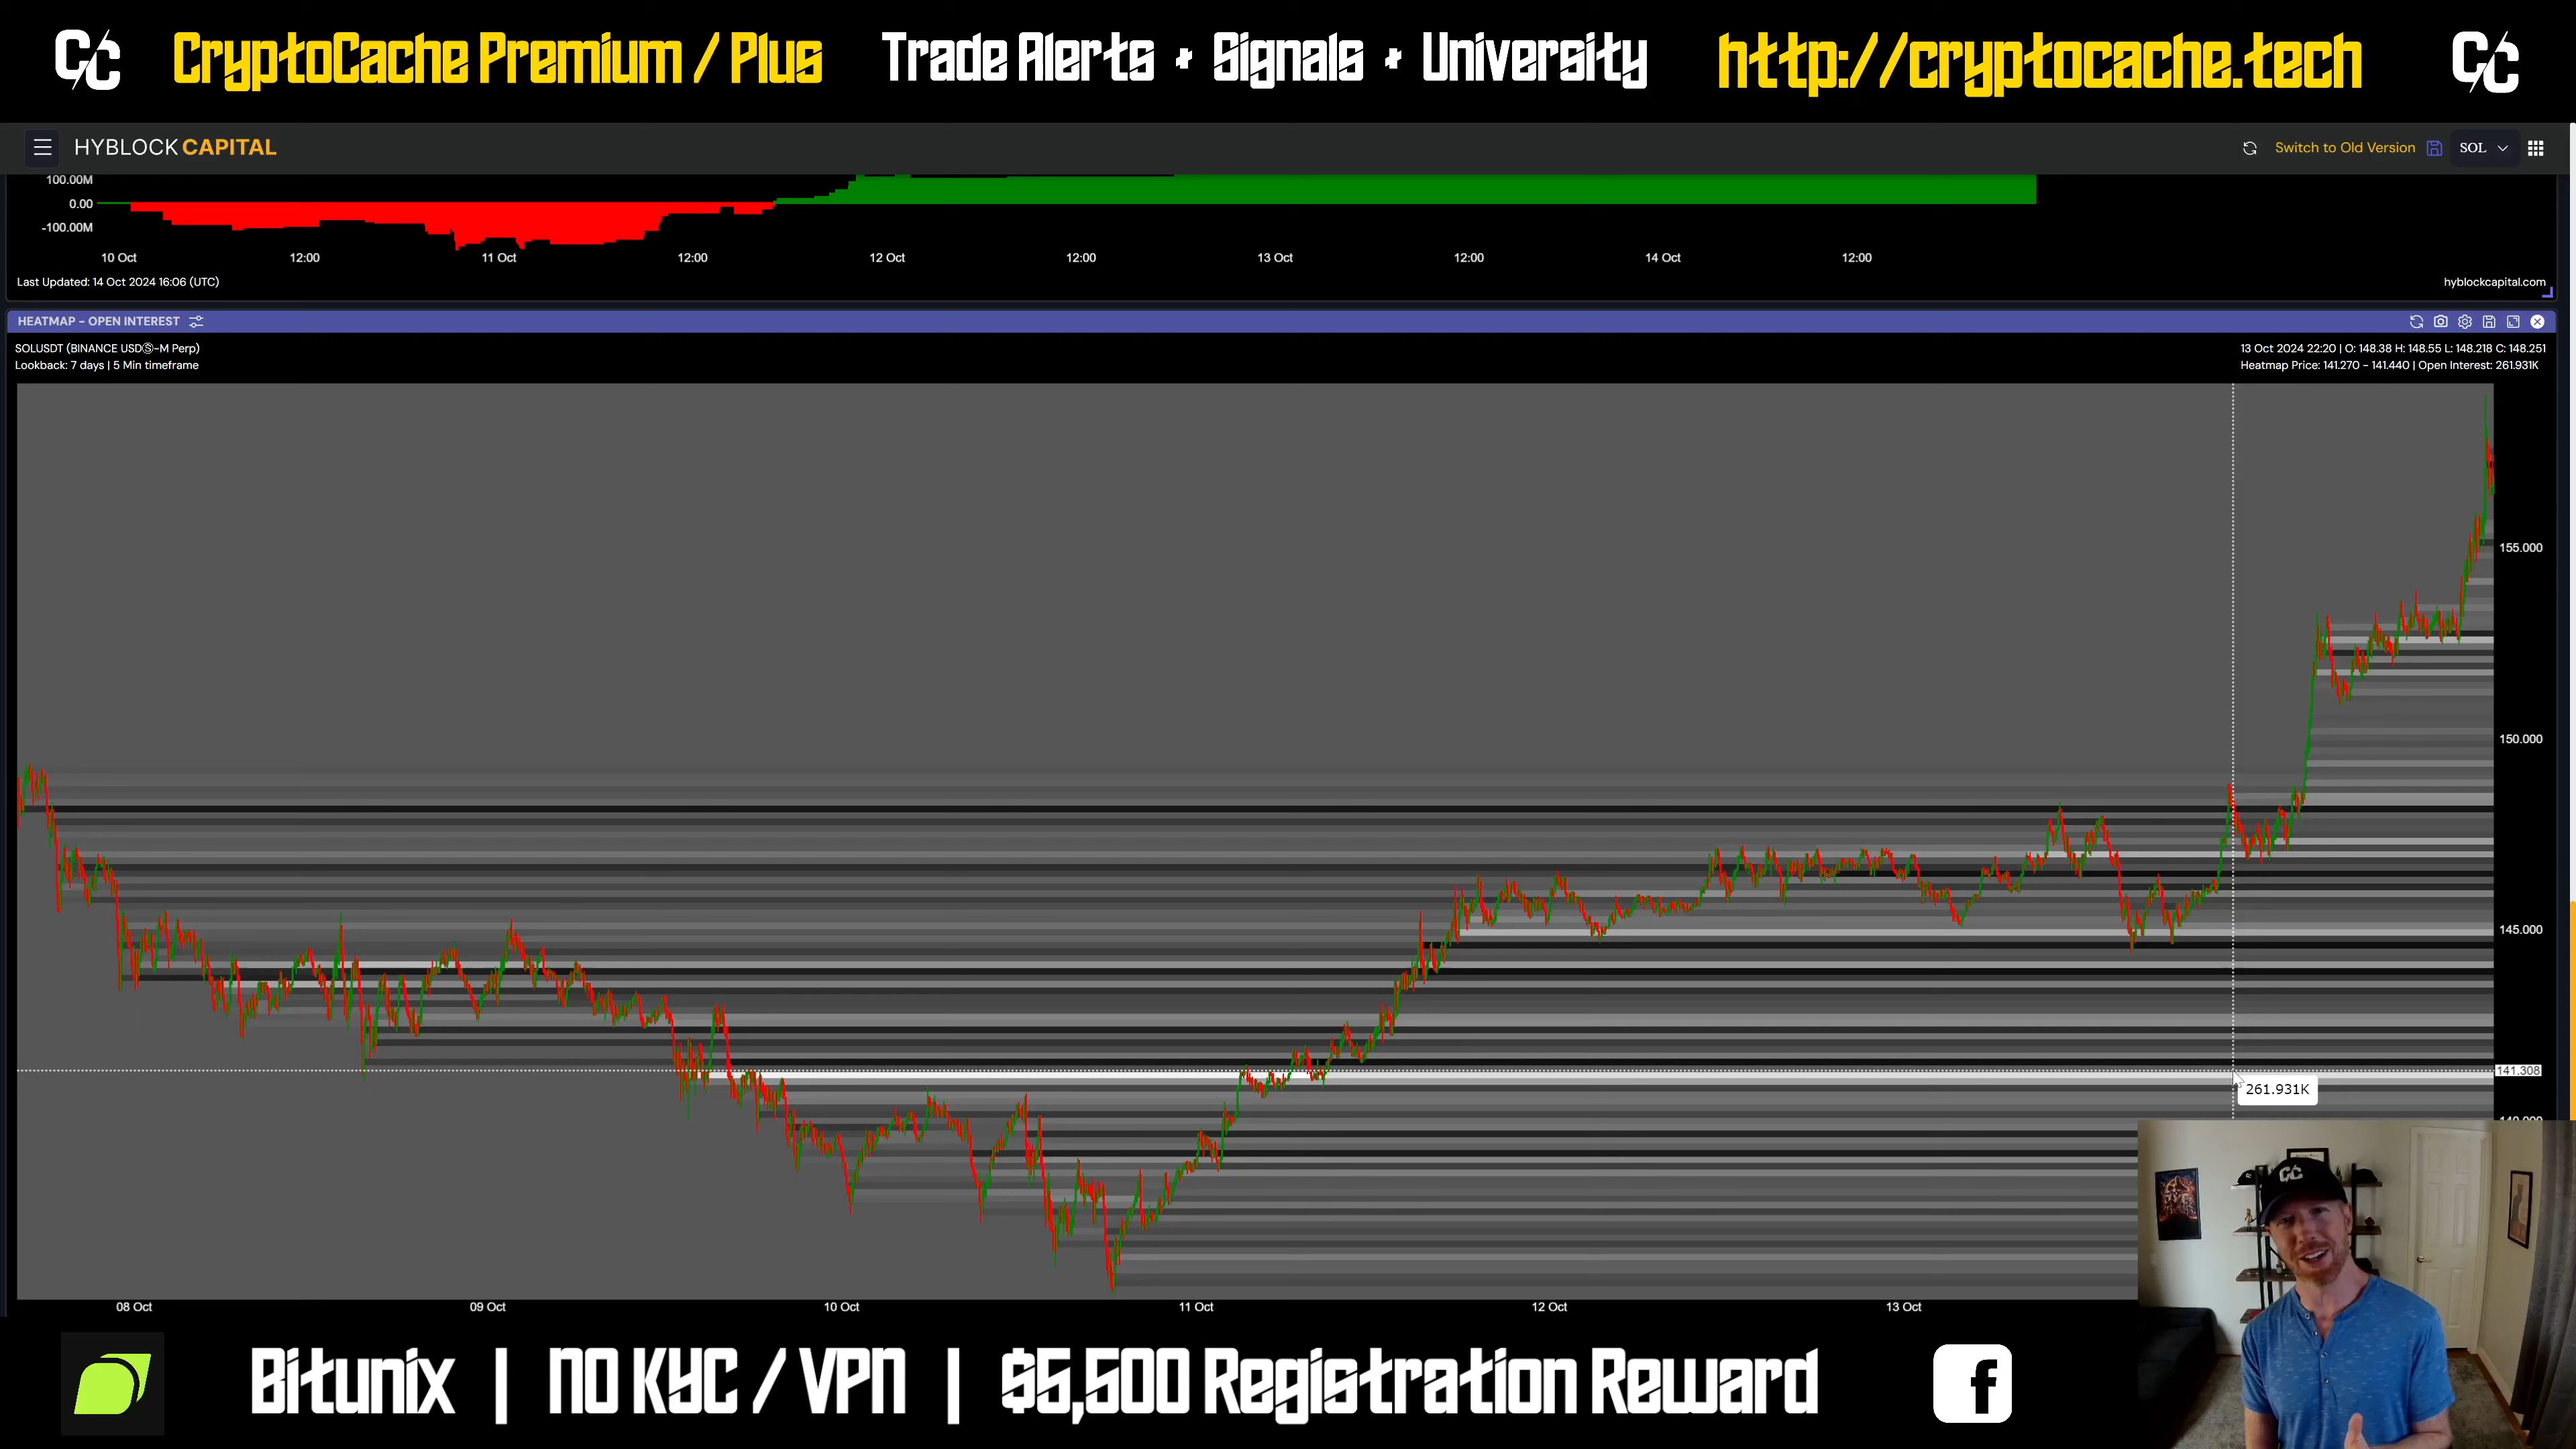 CC CryptoCache Premium / Plus Trade Alerts + Signals + University http://cryptocache.tech CC
HYBLOCK CAPITAL
Switch to Old Version SOL
100.00M
0.00
-100.00M
10 Oct 12:00 11 Oct 12:00 12 Oct 12:00 13 Oct 12:00 14 Oct 12:00
Last Updated: 14 Oct 2024 16:06 (UTC)
hyblockcapital.com
HEATMAP - OPEN INTEREST
SOLUSDT (BINANCE USDⓈ-M Perp)
Lookback: 7 days | 5 Min timeframe
13 Oct 2024 22:20 | O: 148.38 H: 148.55 L: 148.218 C: 148.251
Heatmap Price: 141.270 - 141.440 | Open Interest: 261.931K
155.000
150.000
145.000
141.308
261.931K
08 Oct 09 Oct 10 Oct 11 Oct 12 Oct 13 Oct
CC
Bitunix | NO KYC / VPN | $5,500 Registration Reward